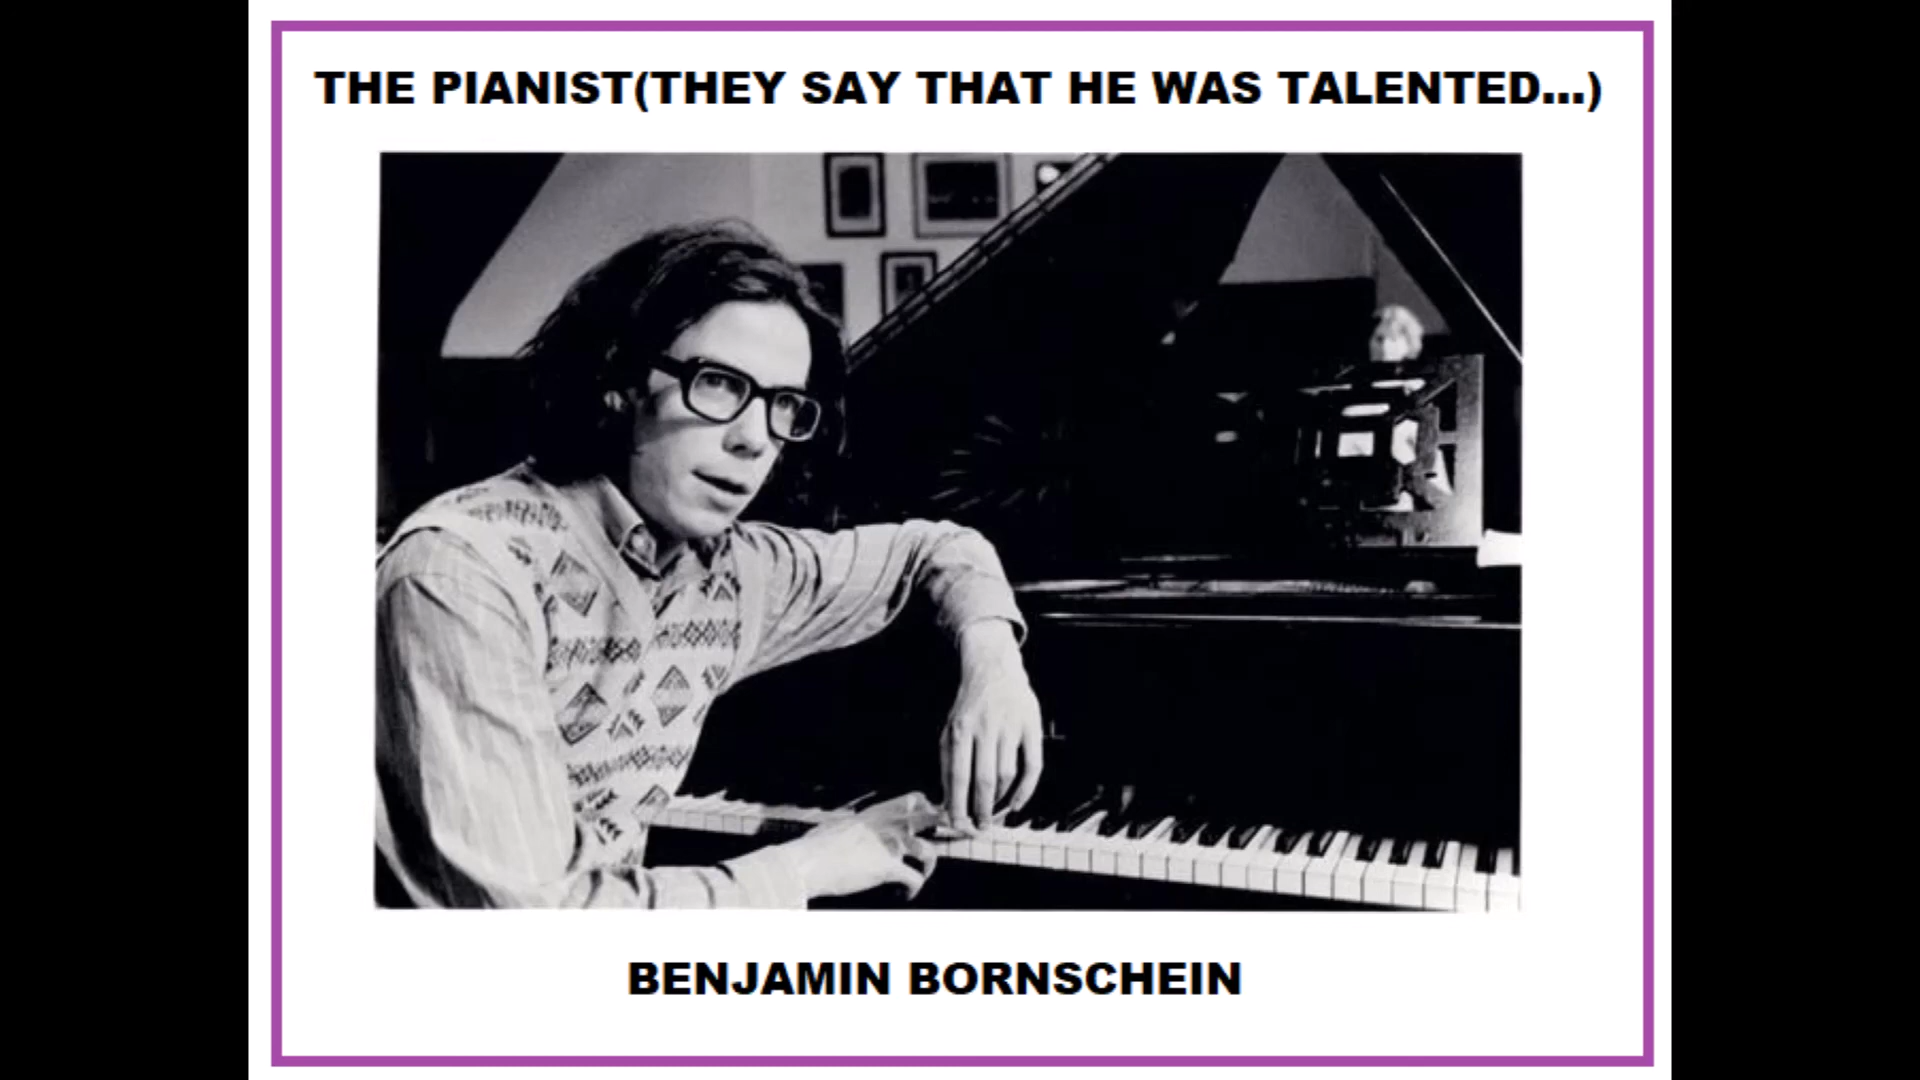 THE PIANIST(THEY SAY THAT HE WAS TALENTED...)
BENJAMIN BORNSCHEIN